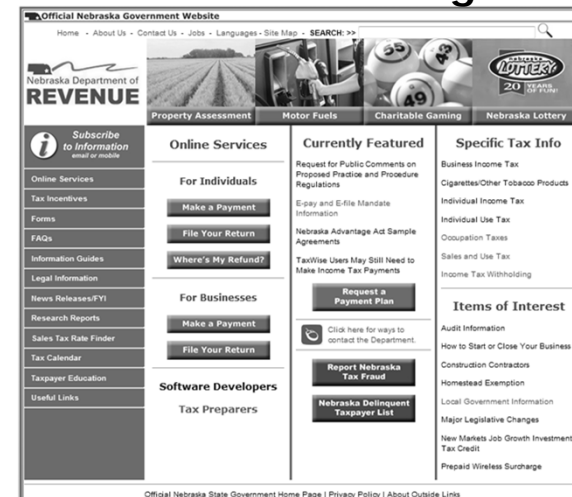 Official Nebraska Government Website
Home - About Us - Contact Us - Jobs - Languages - Site Map - SEARCH: >>
Nebraska Department of
REVENUE
55
49
Nebraska
LOTTERY
20 YEARS
OF FUN!
Property Assessment
Motor Fuels
Charitable Gaming
Nebraska Lottery
Subscribe
to Information
email or mobile
Online Services
Tax Incentives
Forms
FAQs
Information Guides
Legal Information
News Releases/FYI
Research Reports
Sales Tax Rate Finder
Tax Calendar
Taxpayer Education
Useful Links
Online Services
For Individuals
Make a Payment
File Your Return
Where's My Refund?
For Businesses
Make a Payment
File Your Return
Software Developers
Tax Preparers
Currently Featured
Request for Public Comments on
Proposed Practice and Procedure
Regulations
E-pay and E-file Mandate
Information
Nebraska Advantage Act Sample
Agreements
TaxWise Users May Still Need to
Make Income Tax Payments
Request a
Payment Plan
Click here for ways to
contact the Department.
Report Nebraska
Tax Fraud
Nebraska Delinquent
Taxpayer List
Specific Tax Info
Business Income Tax
Cigarettes/Other Tobacco Products
Individual Income Tax
Individual Use Tax
Occupation Taxes
Sales and Use Tax
Income Tax Withholding
Items of Interest
Audit Information
How to Start or Close Your Business
Construction Contractors
Homestead Exemption
Local Government Information
Major Legislative Changes
New Markets Job Growth Investment
Tax Credit
Prepaid Wireless Surcharge
Official Nebraska State Government Home Page | Privacy Policy | About Outside Links